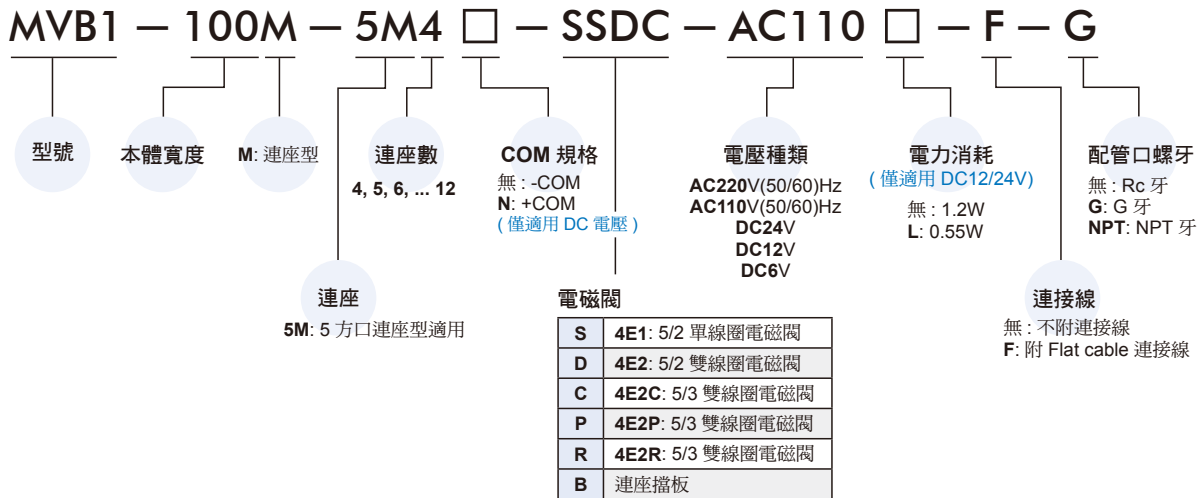 MVB1 — 100M — 5M4 □ — SSDC — AC110 □ — F — G
型號
本體寬度
M: 連座型
連座數
4, 5, 6, ... 12
COM 規格
無 : -COM
N: +COM
( 僅適用 DC 電壓 )
電壓種類
AC220V(50/60)Hz
AC110V(50/60)Hz
DC24V
DC12V
DC6V
電力消耗
( 僅適用 DC12/24V)
無 : 1.2W
L: 0.55W
配管口螺牙
無 : Rc 牙
G: G 牙
NPT: NPT 牙
連座
5M: 5 方口連座型適用
電磁閥
S 4E1: 5/2 單線圈電磁閥
D 4E2: 5/2 雙線圈電磁閥
C 4E2C: 5/3 雙線圈電磁閥
P 4E2P: 5/3 雙線圈電磁閥
R 4E2R: 5/3 雙線圈電磁閥
B 連座擋板
連接線
無 : 不附連接線
F: 附 Flat cable 連接線